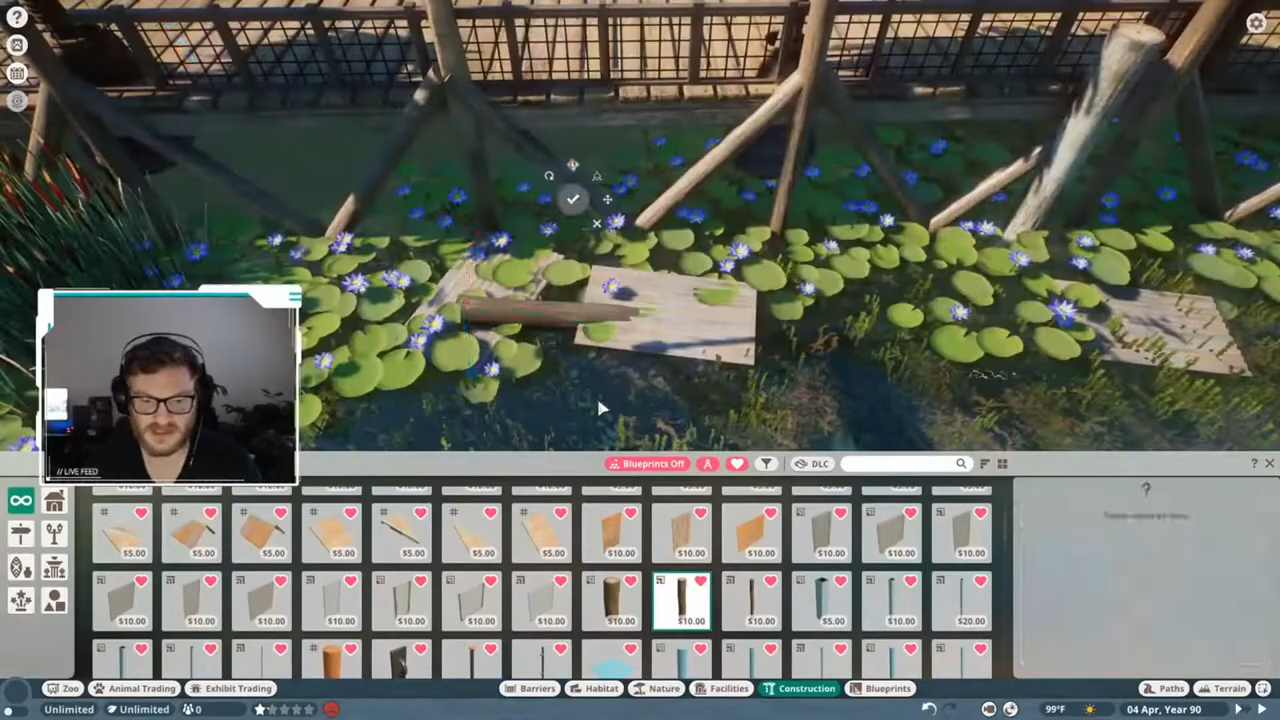 // LIVE FEED
Blueprints Off
DLC
?
$5.00 $5.00 $5.00 $5.00 $5.00 $5.00 $5.00 $10.00 $10.00 $10.00 $10.00 $10.00 $10.00
$10.00 $10.00 $10.00 $10.00 $10.00 $10.00 $10.00 $10.00 $10.00 $10.00 $5.00 $10.00 $20.00
Zoo Animal Trading Exhibit Trading Barriers Habitat Nature Facilities Construction Blueprints Paths Terrain
Unlimited Unlimited 0 99°F 04 Apr, Year 90